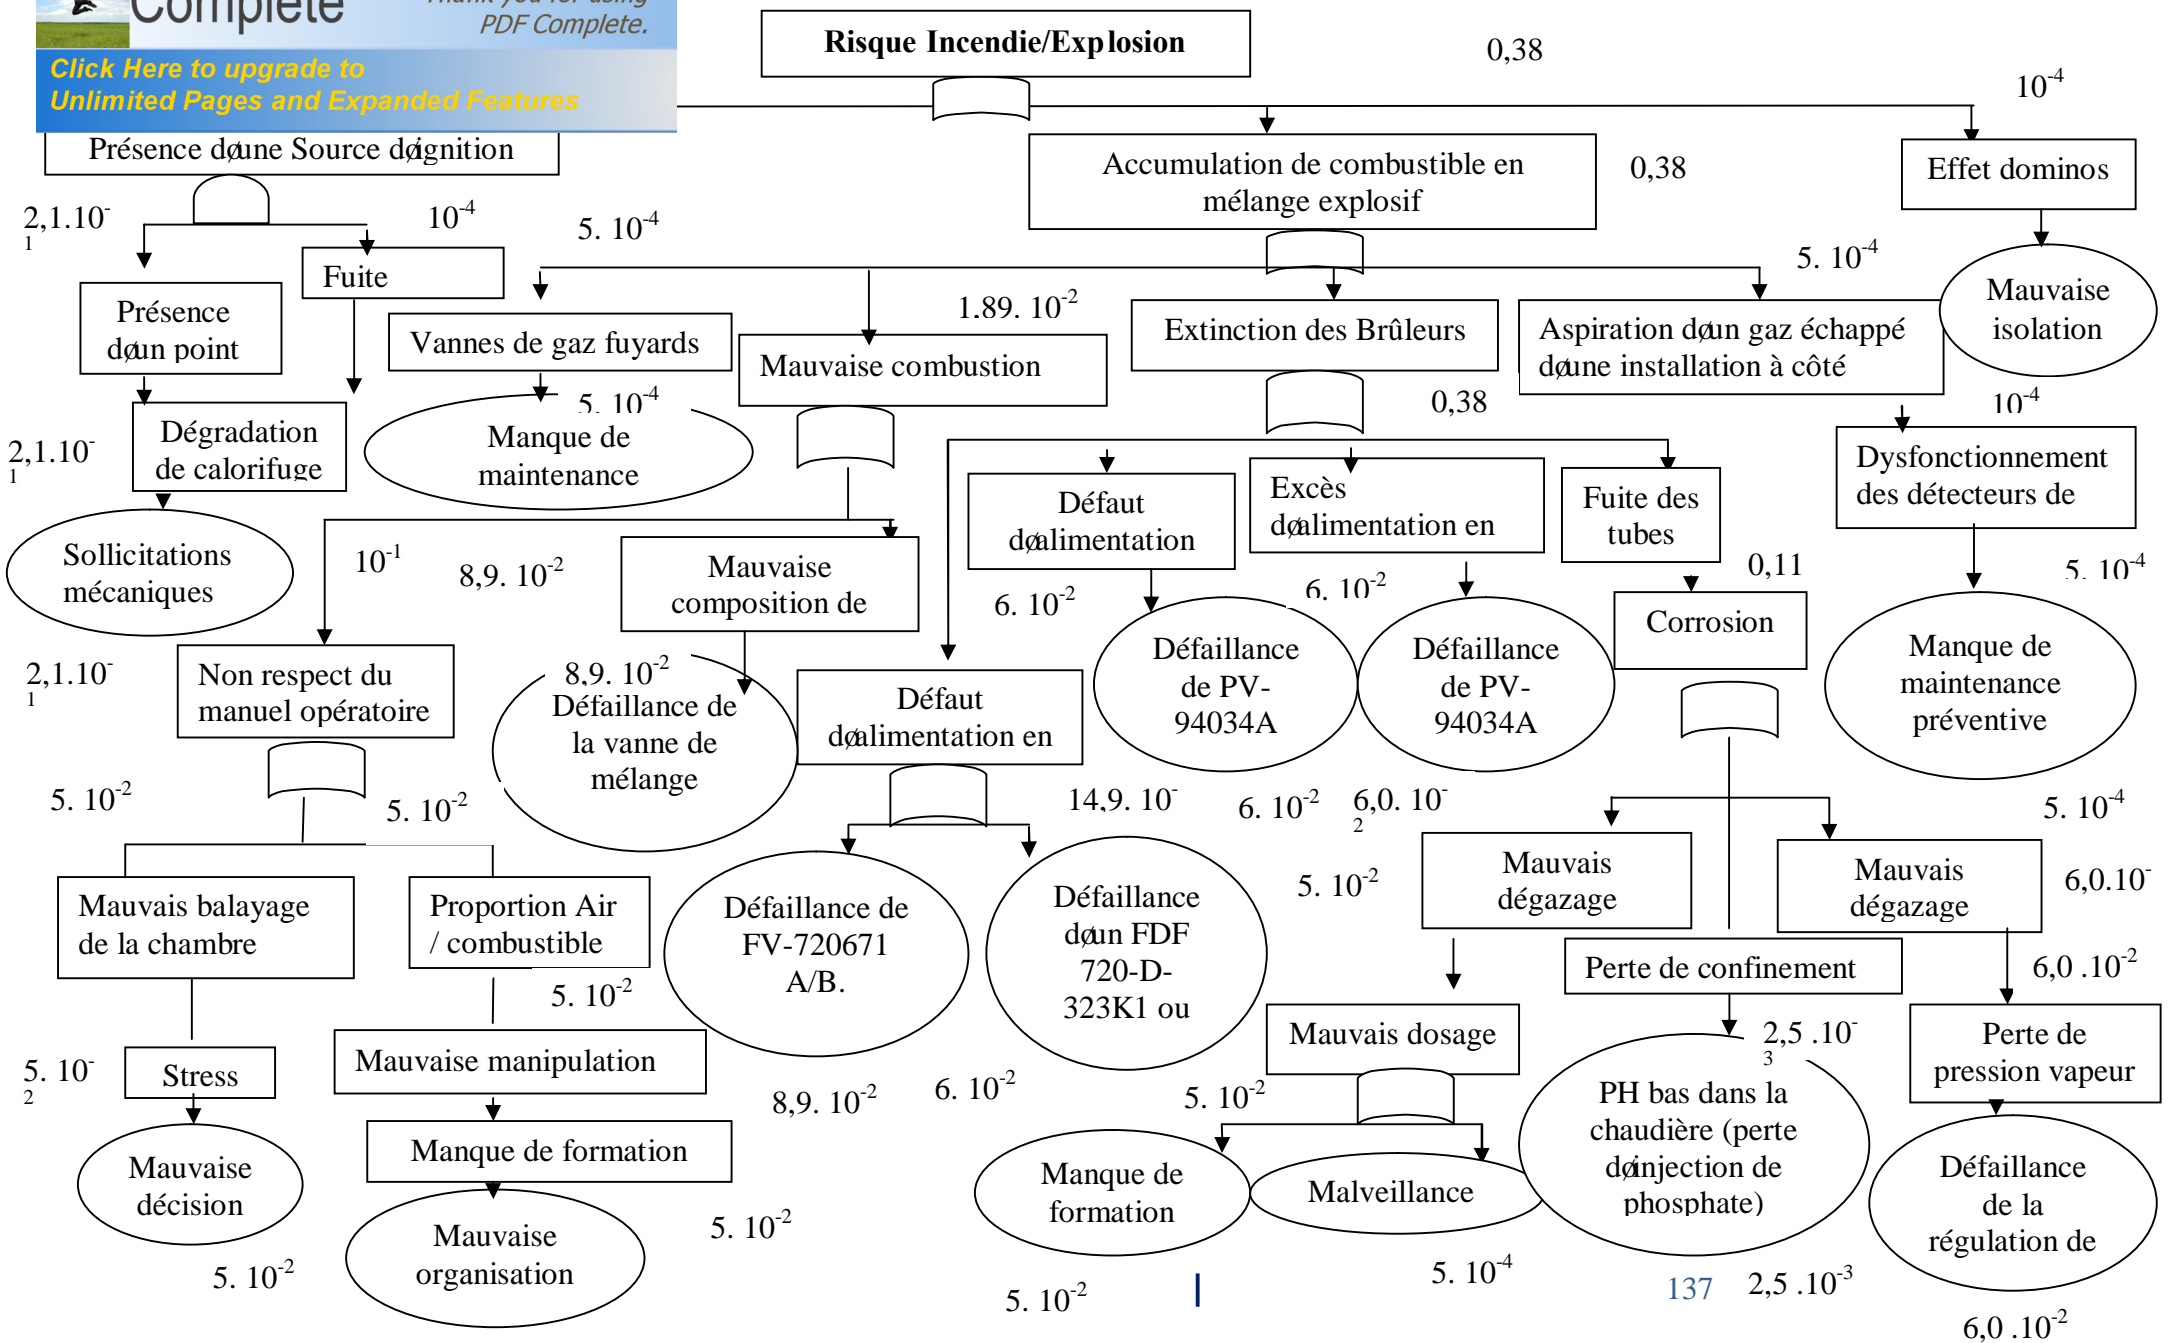 Complete
Thank you for using
PDF Complete.
Click Here to upgrade to
Unlimited Pages and Expanded Features
Risque Incendie/Explosion
0,38
10-4
Présence døune Source døignition
Accumulation de combustible en
mélange explosif
0,38
Effet dominos
2,1.10-
1
10-4
5. 10-4
5. 10-4
Fuite
Présence
døun point
Vannes de gaz fuyards
1.89. 10-2
Mauvaise combustion
Extinction des Brûleurs
Aspiration døun gaz échappé
døune installation à côté
Mauvaise
isolation
2,1.10-
1
Dégradation
de calorifuge
5. 10-4
Manque de
maintenance
0,38
10-4
Dysfonctionnement
des détecteurs de
Défaut
døalimentation
Excès
døalimentation en
Fuite des
tubes
Sollicitations
mécaniques
10-1
8,9. 10-2
Mauvaise
composition de
6. 10-2
6. 10-2
0,11
5. 10-4
Corrosion
2,1.10-
1
Non respect du
manuel opératoire
8,9. 10-2
Défaillance de
la vanne de
mélange
Défaut
døalimentation en
Défaillance
de PV-
94034A
Défaillance
de PV-
94034A
Manque de
maintenance
préventive
5. 10-2
5. 10-2
14,9. 10-
6. 10-2
6,0. 10-
2
5. 10-4
Mauvais balayage
de la chambre
Proportion Air
/ combustible
Défaillance de
FV-720671
A/B.
Défaillance
døun FDF
720-D-
323K1 ou
5. 10-2
Mauvais
dégazage
Mauvais
dégazage
6,0.10-
5. 10-2
Perte de confinement
6,0 .10-2
5. 10-
2
Stress
Mauvaise manipulation
Mauvais dosage
2,5 .10-
3
Perte de
pression vapeur
8,9. 10-2
6. 10-2
5. 10-2
PH bas dans la
chaudière (perte
døinjection de
phosphate)
Mauvaise
décision
Manque de formation
Manque de
formation
Malveillance
Défaillance
de la
régulation de
5. 10-2
Mauvaise
organisation
5. 10-2
5. 10-2
5. 10-4
137
2,5 .10-3
6,0 .10-2